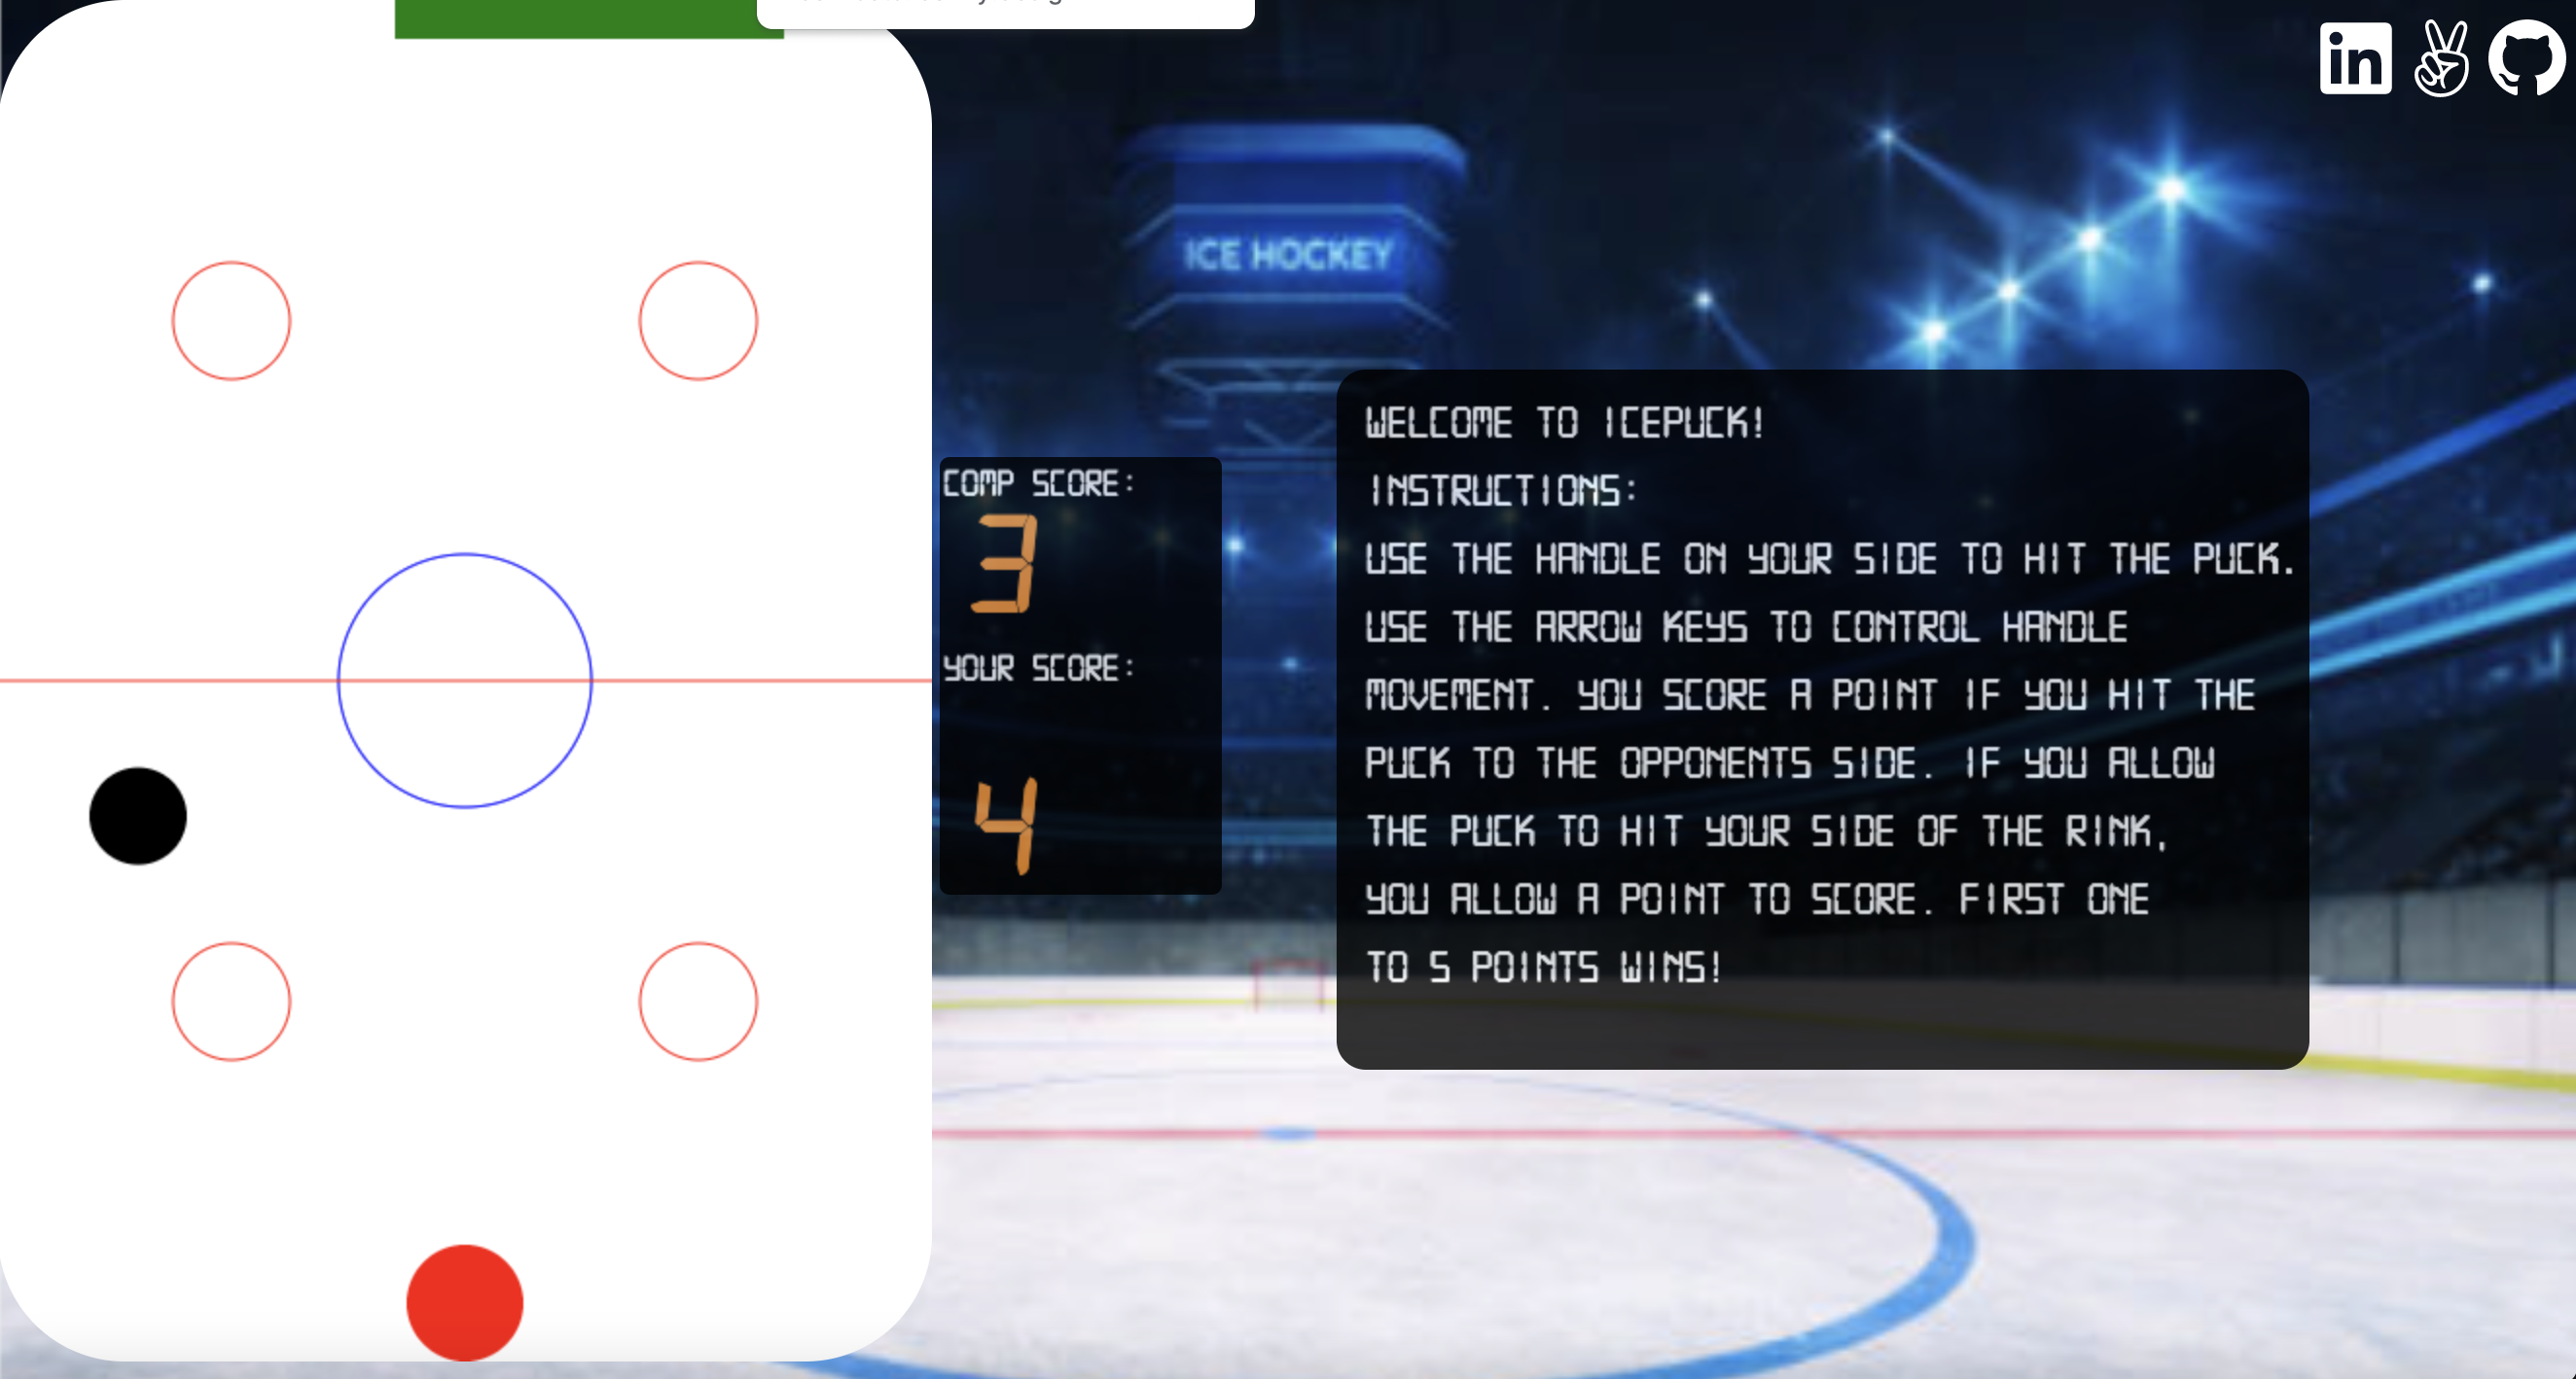 ICE HOCKEY
in
COMP SCORE:
3
YOUR SCORE:
4
WELCOME TO ICEPUCK!
INSTRUCTIONS:
USE THE HANDLE ON YOUR SIDE TO HIT THE PUCK.
USE THE ARROW KEYS TO CONTROL HANDLE
MOVEMENT. YOU SCORE A POINT IF YOU HIT THE
PUCK TO THE OPPONENTS SIDE. IF YOU ALLOW
THE PUCK TO HIT YOUR SIDE OF THE RINK,
YOU ALLOW A POINT TO SCORE. FIRST ONE
TO 5 POINTS WINS!